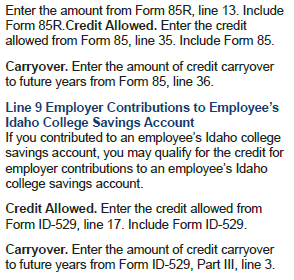 Enter the amount from Form 85R, line 13. Include
Form 85R.Credit Allowed. Enter the credit
allowed from Form 85, line 35. Include Form 85.
Carryover. Enter the amount of credit carryover
to future years from Form 85, line 36.
Line 9 Employer Contributions to Employee's
Idaho College Savings Account
If you contributed to an employee's Idaho college
savings account, you may qualify for the credit for
employer contributions to an employee's Idaho
college savings account.
Credit Allowed. Enter the credit allowed from
Form ID-529, line 17. Include Form ID-529.
Carryover. Enter the amount of credit carryover
to future years from Form ID-529, Part III, line 3.